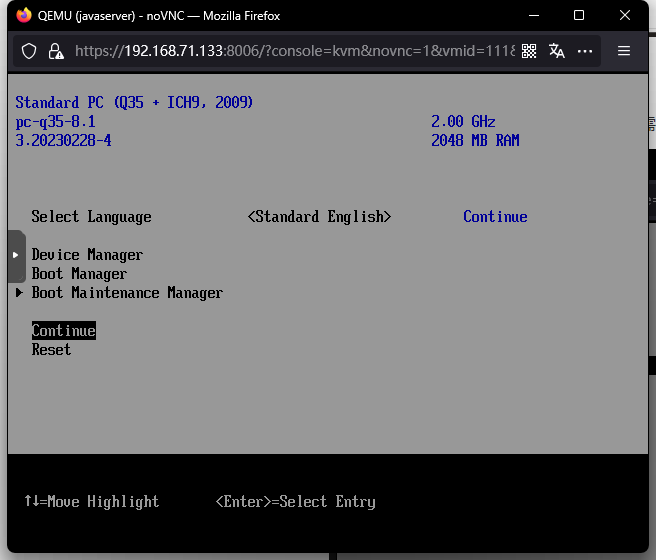 QEMU (javaserver) - noVNC — Mozilla Firefox
https://192.168.71.133:8006/?console=kvm&novnc=1&vmid=111&
Standard PC (Q35 + ICH9, 2009)
pc-q35-8.1 2.00 GHz
3.20230228-4 2048 MB RAM
Select Language <Standard English> Continue
Device Manager
Boot Manager
Boot Maintenance Manager
Continue
Reset
↑↓=Move Highlight <Enter>=Select Entry